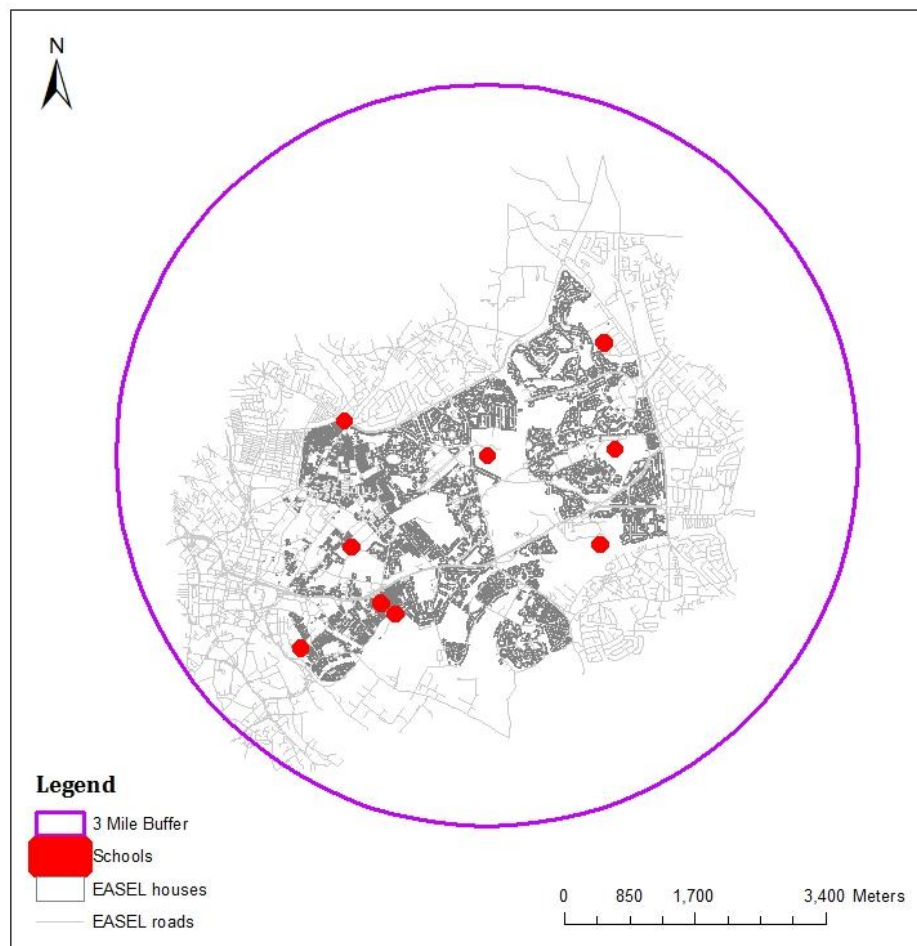 N
Legend
3 Mile Buffer
Schools
EASEL houses
EASEL roads
0 850 1,700 3,400 Meters